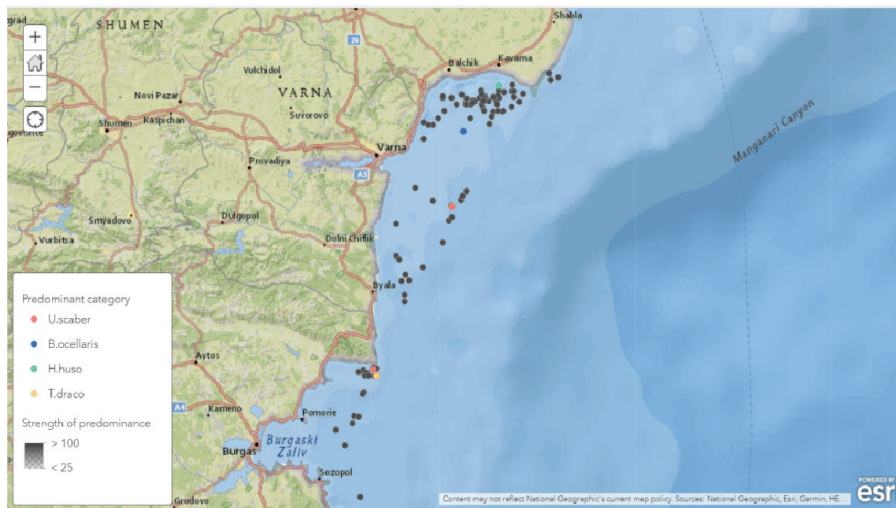 Shabla
SHUMEN
29
Balchik
Kavarna
Vulchidol
VARNA
Novi Pazar
Suvorovo
Shumen
Kaspichan
Manganari Canyon
Varna
A5
Provadiya
Smyadovo
Dulgopol
Vurbitsa
Dolni Chiflik
Byala
Predominant category
U.scaber
B.ocellaris
H.huso
T.draco
Strength of predominance
> 100
< 25
Aytos
A4
Kameno
Pomorie
Burgaski
Zaliv
Burgas
Sozopol
Grudovo
Content may not reflect National Geographic's current map policy. Sources: National Geographic, Esri, Garmin, HE...
POWERED BY
esri